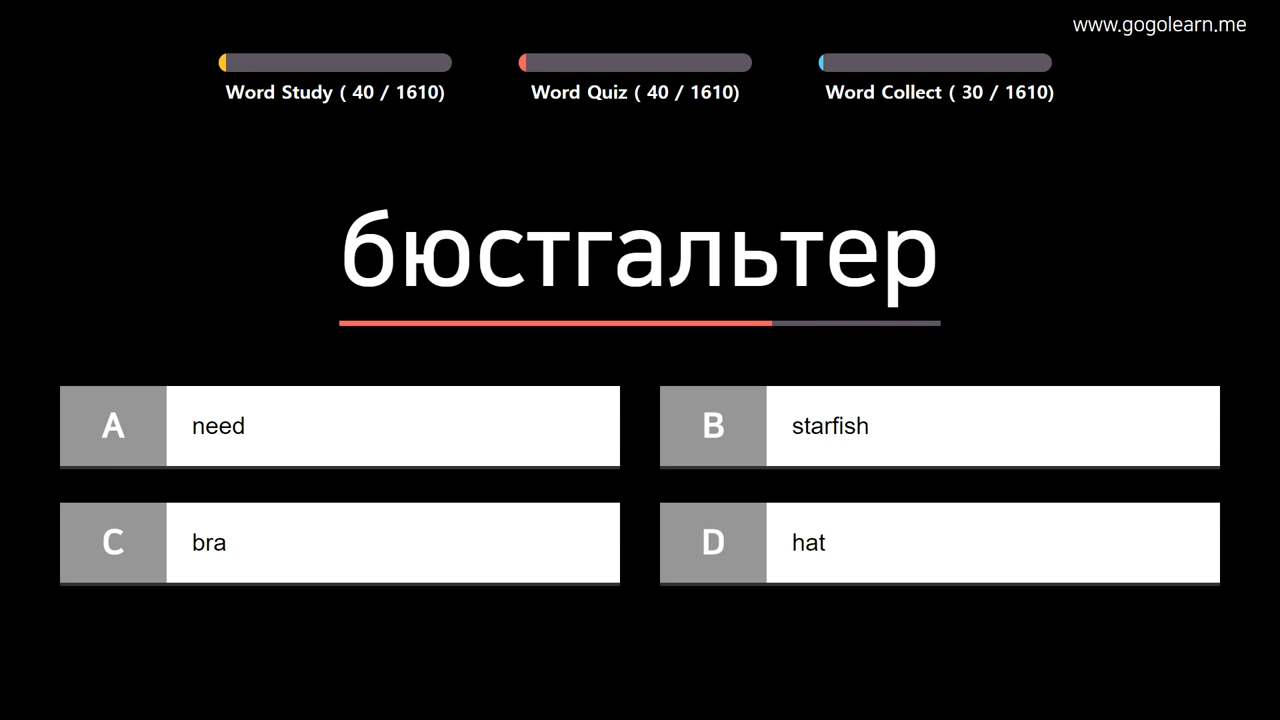 www.gogolearn.me
Word Study ( 40 / 1610)
Word Quiz ( 40 / 1610)
Word Collect ( 30 / 1610)
бюстгальтер
A need
B starfish
C bra
D hat